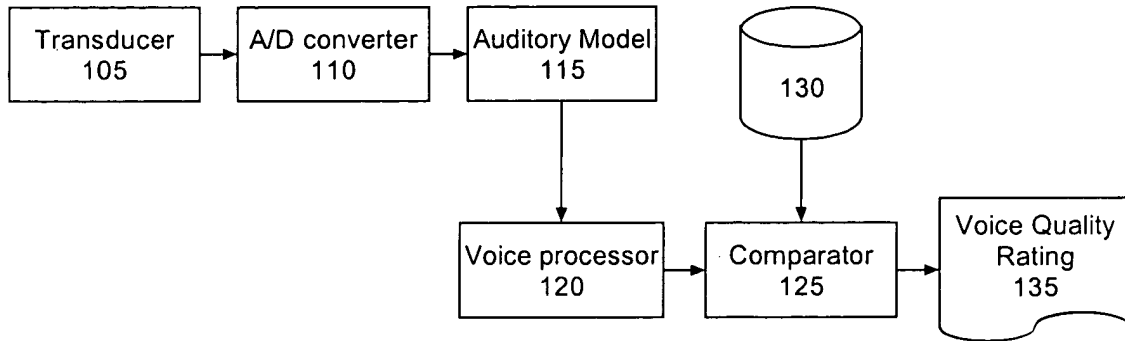 Transducer
105
A/D converter
110
Auditory Model
115
130
Voice processor
120
Comparator
125
Voice Quality
Rating
135